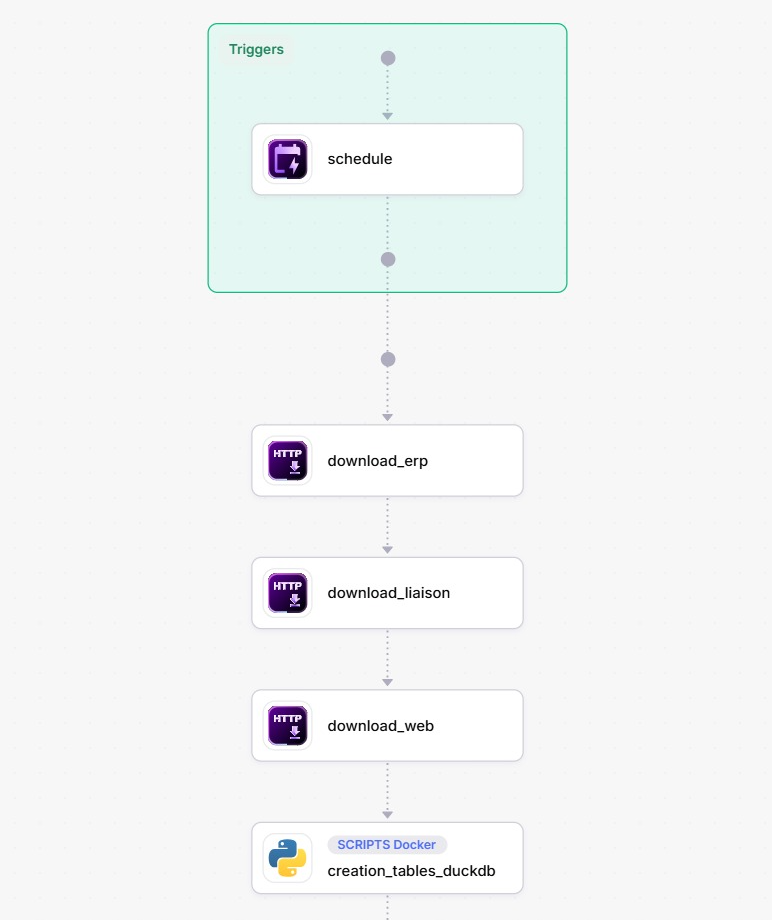 Triggers
schedule
HTTP
download_erp
HTTP
download_liaison
HTTP
download_web
SCRIPTS Docker
creation_tables_duckdb